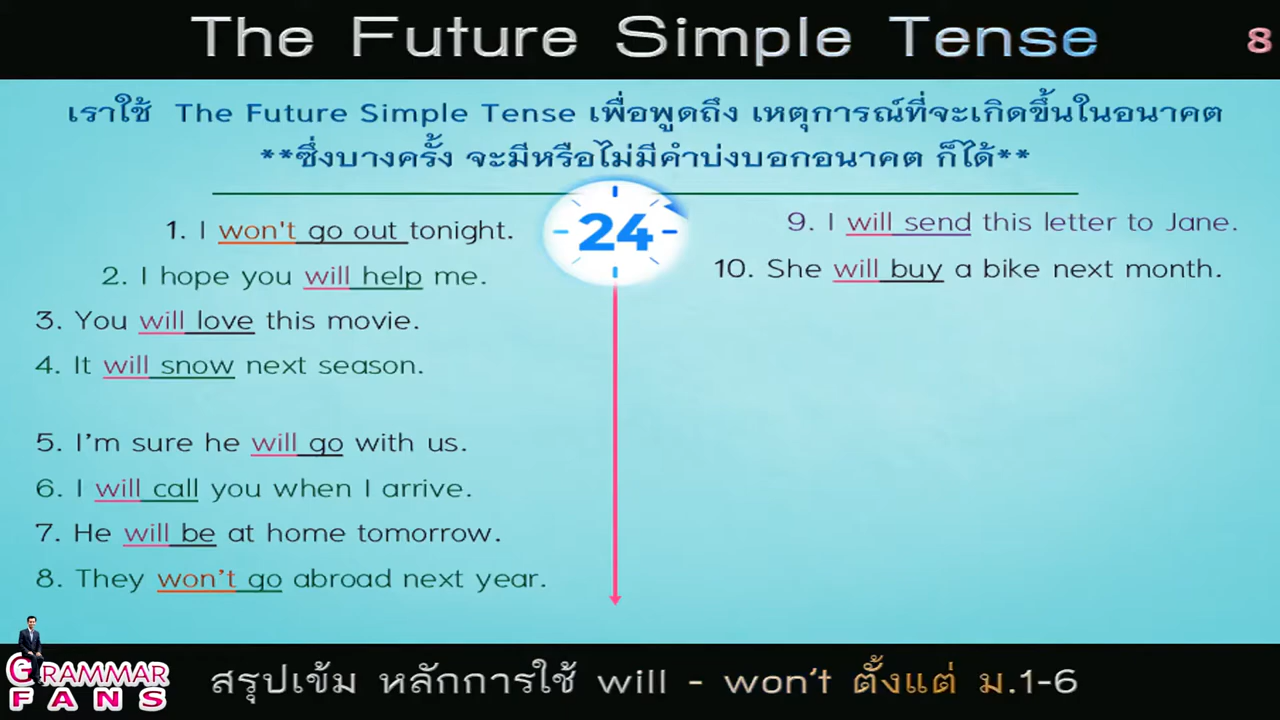 The Future Simple Tense
8
เราใช้ The Future Simple Tense เพื่อพูดถึง เหตุการณ์ที่จะเกิดขึ้นในอนาคต
**ซึ่งบางครั้ง จะมีหรือไม่มีคำบ่งบอกอนาคต ก็ได้**
24
1. I won't go out tonight.
2. I hope you will help me.
3. You will love this movie.
4. It will snow next season.
5. I’m sure he will go with us.
6. I will call you when I arrive.
7. He will be at home tomorrow.
8. They won’t go abroad next year.
9. I will send this letter to Jane.
10. She will buy a bike next month.
GRAMMAR
FANS
สรุปเข้ม หลักการใช้ will - won’t ตั้งแต่ ม.1-6